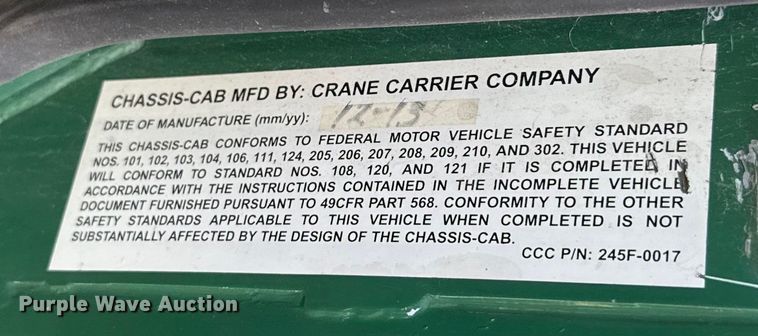 CHASSIS-CAB MFD BY: CRANE CARRIER COMPANY
DATE OF MANUFACTURE (mm/yy): 12-13
THIS CHASSIS-CAB CONFORMS TO FEDERAL MOTOR VEHICLE SAFETY STANDARD
NOS. 101, 102, 103, 104, 106, 111, 124, 205, 206, 207, 208, 209, 210, AND 302. THIS VEHICLE
WILL CONFORM TO STANDARD NOS. 108, 120, AND 121 IF IT IS COMPLETED IN
ACCORDANCE WITH THE INSTRUCTIONS CONTAINED IN THE INCOMPLETE VEHICLE
DOCUMENT FURNISHED PURSUANT TO 49CFR PART 568. CONFORMITY TO THE OTHER
SAFETY STANDARDS APPLICABLE TO THIS VEHICLE WHEN COMPLETED IS NOT
SUBSTANTIALLY AFFECTED BY THE DESIGN OF THE CHASSIS-CAB.
CCC P/N: 245F-0017
Purple Wave Auction